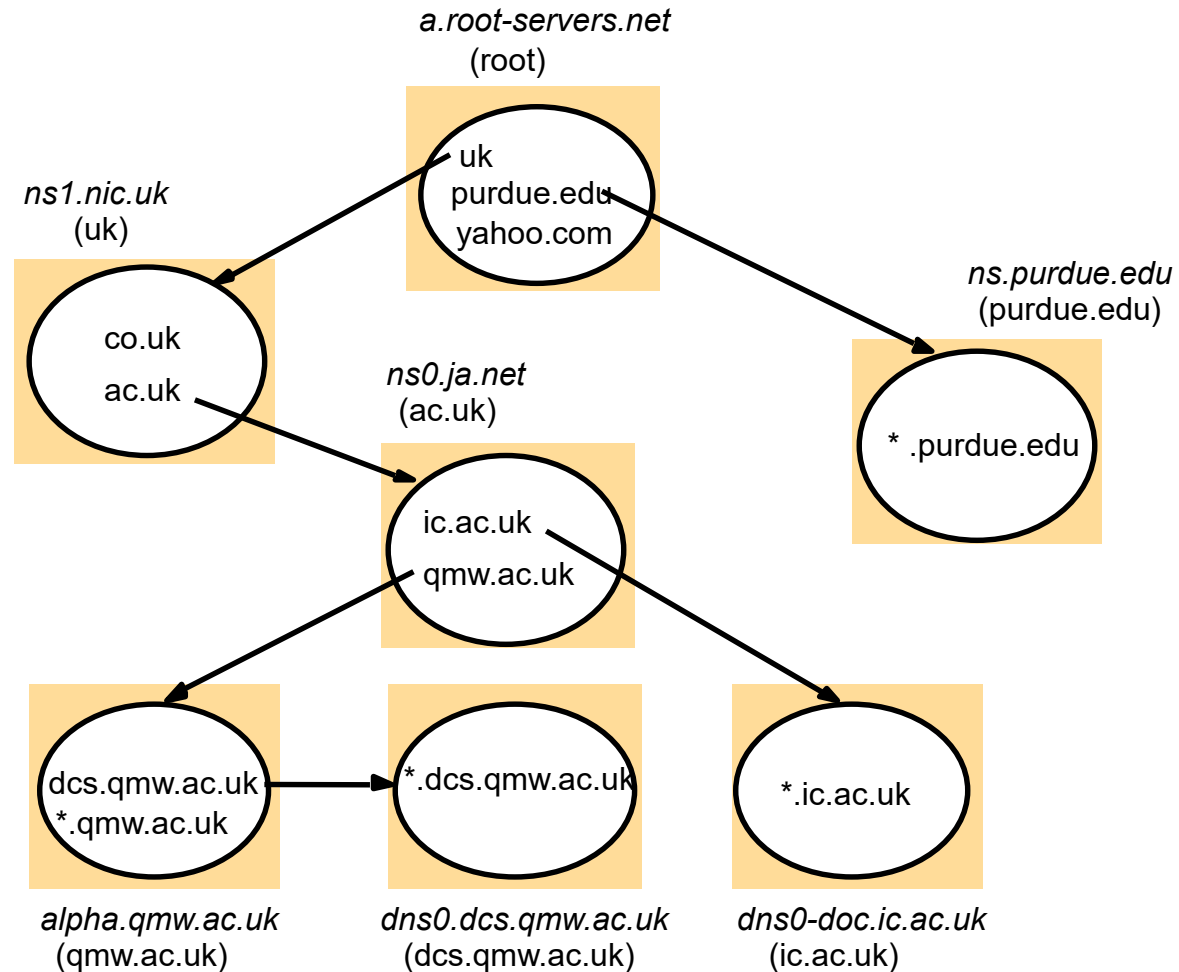 a.root-servers.net
(root)
uk
purdue.edu
yahoo.com
ns1.nic.uk
(uk)
co.uk
ac.uk
ns.purdue.edu
(purdue.edu)
* .purdue.edu
ns0.ja.net
(ac.uk)
ic.ac.uk
qmw.ac.uk
dcs.qmw.ac.uk
*.qmw.ac.uk
*.dcs.qmw.ac.uk
*.ic.ac.uk
alpha.qmw.ac.uk
(qmw.ac.uk)
dns0.dcs.qmw.ac.uk
(dcs.qmw.ac.uk)
dns0-doc.ic.ac.uk
(ic.ac.uk)